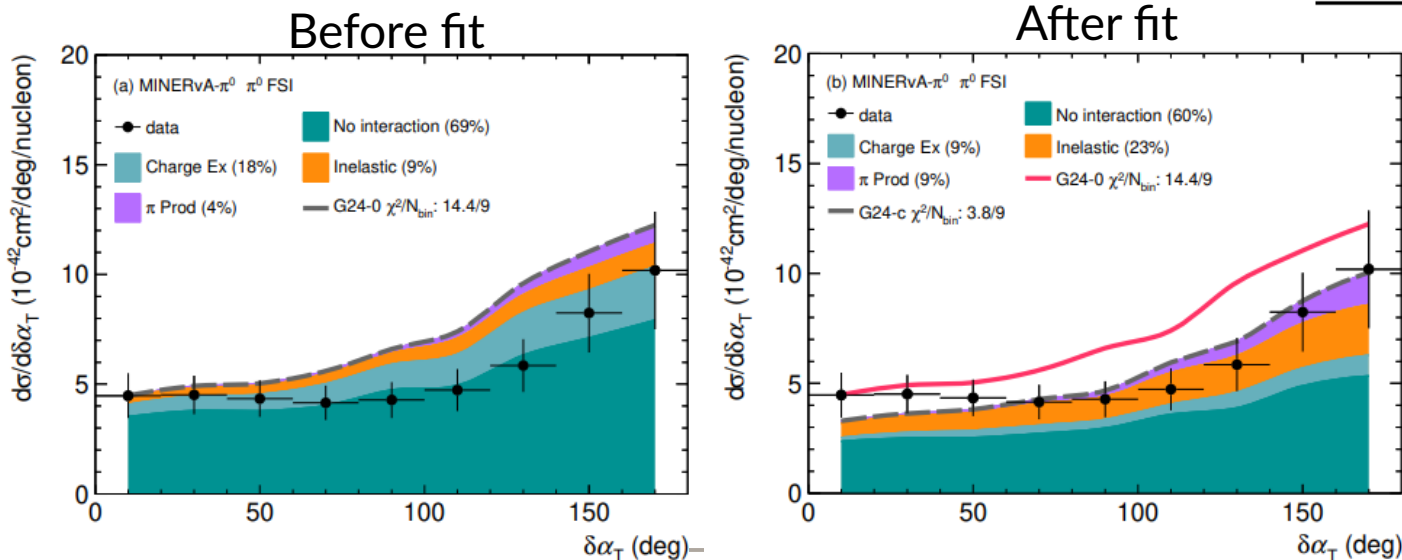 Before fit
After fit
20
15
10
5
0
0
50
100
150
dσ/dδα_T (10⁻⁴²cm²/deg/nucleon)
δα_T (deg)
(a) MINERvA-π⁰ π⁰ FSI
data
No interaction (69%)
Charge Ex (18%)
Inelastic (9%)
π Prod (4%)
G24-0 χ²/N_bin: 14.4/9
20
15
10
5
0
0
50
100
150
dσ/dδα_T (10⁻⁴²cm²/deg/nucleon)
δα_T (deg)
(b) MINERvA-π⁰ π⁰ FSI
data
No interaction (60%)
Charge Ex (9%)
Inelastic (23%)
π Prod (9%)
G24-0 χ²/N_bin: 14.4/9
G24-c χ²/N_bin: 3.8/9